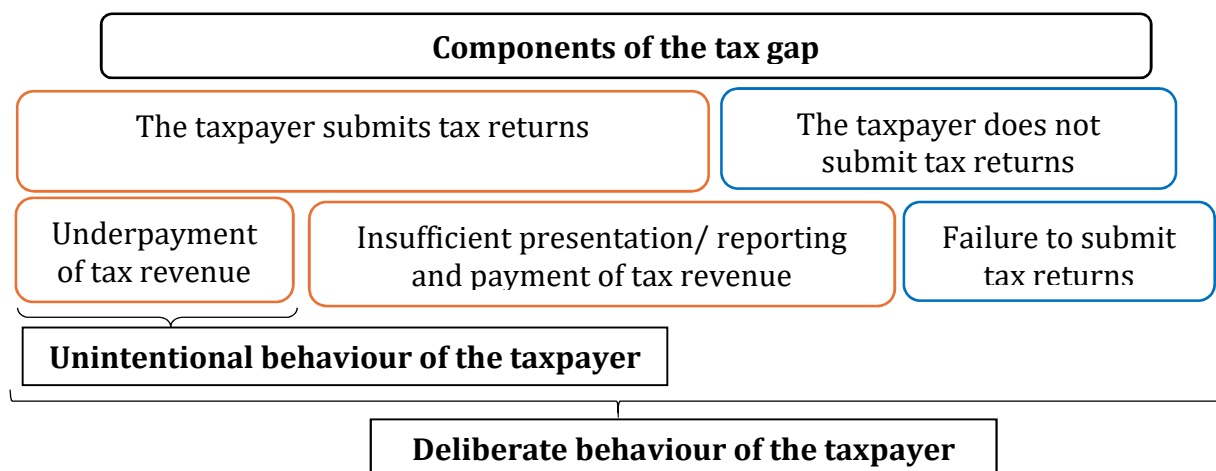 Components of the tax gap
The taxpayer submits tax returns
The taxpayer does not
submit tax returns
Underpayment
of tax revenue
Insufficient presentation/ reporting
and payment of tax revenue
Failure to submit
tax returns
Unintentional behaviour of the taxpayer
Deliberate behaviour of the taxpayer